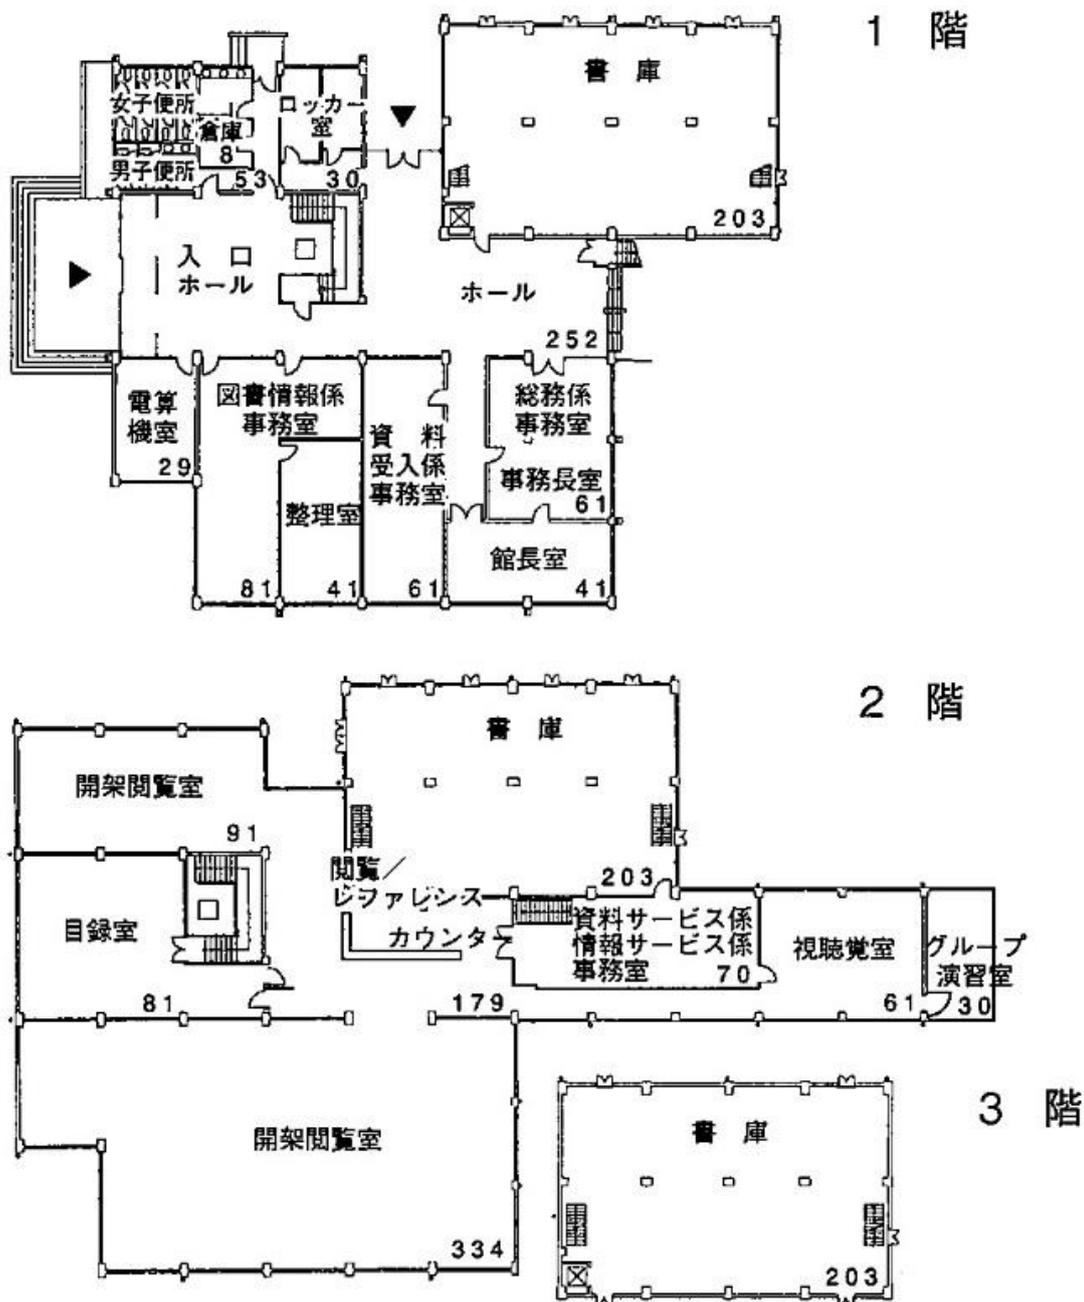 1 階
書 庫
203
女子便所
倉庫
8
男子便所
53
ロッカー
室
30
入 口
ホール
ホール
252
電算
機室
29
図書情報係
事務室
81
整理室
41
資 料
受入係
事務室
61
総務係
事務室
事務長室
61
館長室
41
2 階
書 庫
203
開架閲覧室
91
目録室
81
閲覧/
レファレンス
カウンター
179
資料サービス係
情報サービス係
事務室
70
視聴覚室
61
グループ
演習室
30
開架閲覧室
334
3 階
書 庫
203